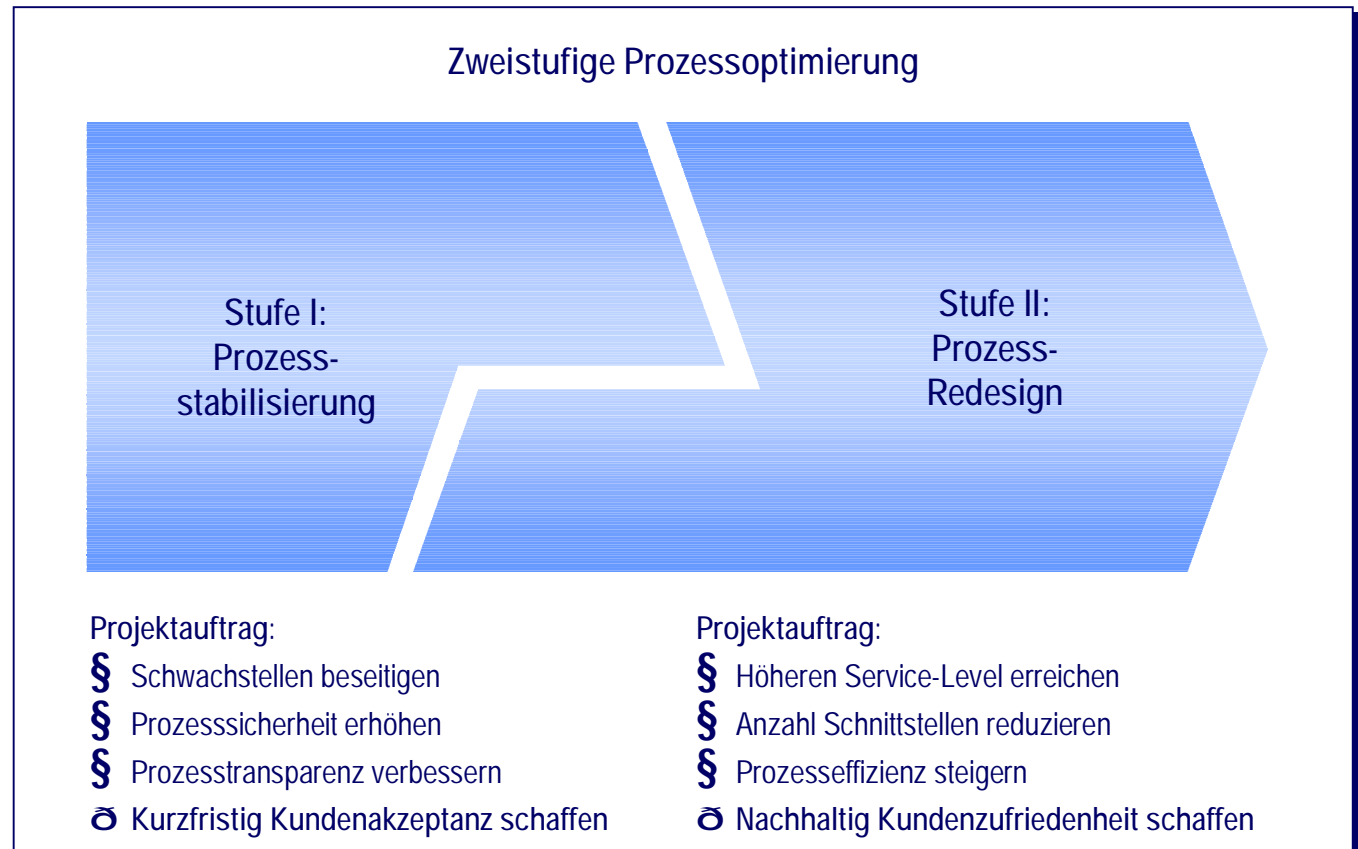 Zweistufige Prozessoptimierung
Stufe I:
Prozess-
stabilisierung
Stufe II:
Prozess-
Redesign
Projektauftrag:
§ Schwachstellen beseitigen
§ Prozesssicherheit erhöhen
§ Prozesstransparenz verbessern
ð Kurzfristig Kundenakzeptanz schaffen
Projektauftrag:
§ Höheren Service-Level erreichen
§ Anzahl Schnittstellen reduzieren
§ Prozesseffizienz steigern
ð Nachhaltig Kundenzufriedenheit schaffen